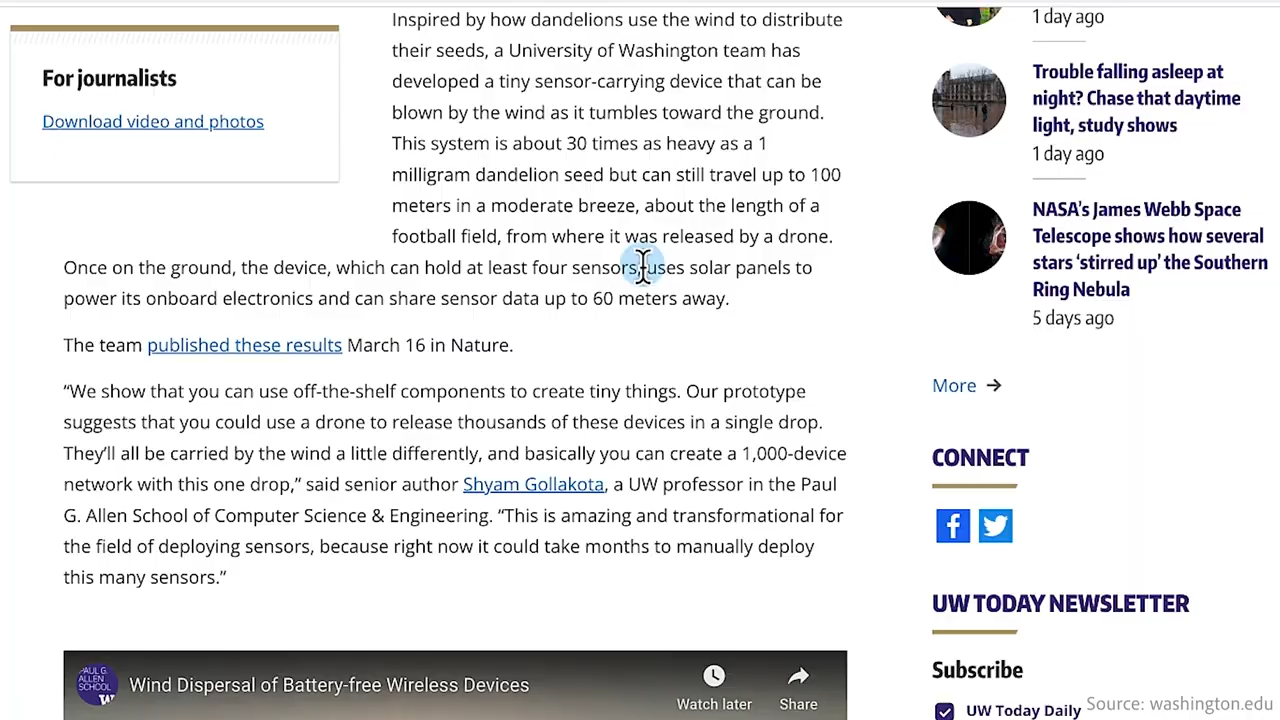 For journalists
Download video and photos
Inspired by how dandelions use the wind to distribute
their seeds, a University of Washington team has
developed a tiny sensor-carrying device that can be
blown by the wind as it tumbles toward the ground.
This system is about 30 times as heavy as a 1
milligram dandelion seed but can still travel up to 100
meters in a moderate breeze, about the length of a
football field, from where it was released by a drone.
Once on the ground, the device, which can hold at least four sensors, uses solar panels to
power its onboard electronics and can share sensor data up to 60 meters away.
The team published these results March 16 in Nature.
“We show that you can use off-the-shelf components to create tiny things. Our prototype
suggests that you could use a drone to release thousands of these devices in a single drop.
They’ll all be carried by the wind a little differently, and basically you can create a 1,000-device
network with this one drop,” said senior author Shyam Gollakota, a UW professor in the Paul
G. Allen School of Computer Science & Engineering. “This is amazing and transformational for
the field of deploying sensors, because right now it could take months to manually deploy
this many sensors.”
PAUL G.
ALLEN
SCHOOL
W
Wind Dispersal of Battery-free Wireless Devices
Watch later
Share
1 day ago
Trouble falling asleep at
night? Chase that daytime
light, study shows
1 day ago
NASA’s James Webb Space
Telescope shows how several
stars ‘stirred up’ the Southern
Ring Nebula
5 days ago
More →
CONNECT
UW TODAY NEWSLETTER
Subscribe
UW Today Daily
Source: washington.edu